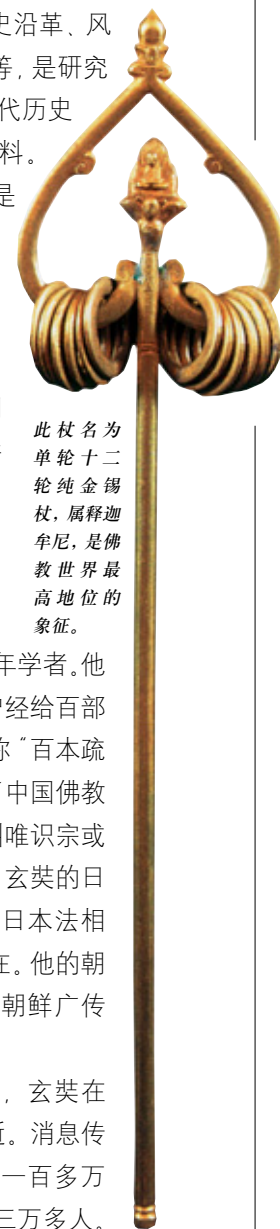 史沿革、风
等,是研究
代历史
料。
是
此杖名为
单轮十二
轮纯金锡
杖,属释迦
牟尼,是佛
教世界最
高地位的
象征。
年学者。他
经给百部
称“百本疏
中国佛教
唯识宗或
玄奘的日
日本法相
在。他的朝
朝鲜广传
,玄奘在
近。消息传
一百多万
三万多人。